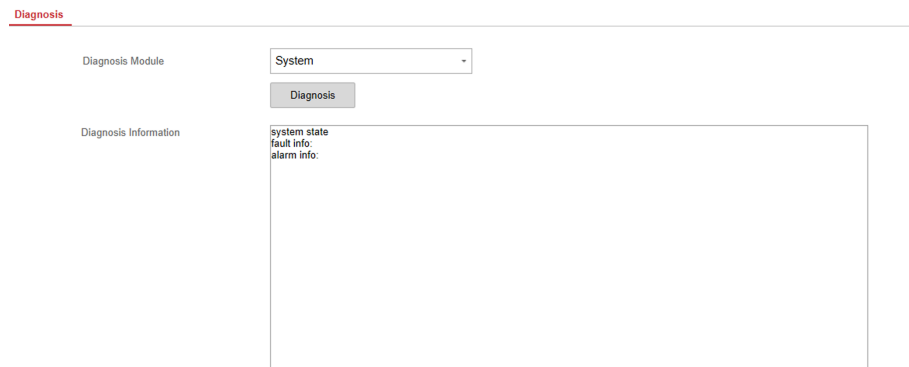 Diagnosis
Diagnosis Module
System
Diagnosis
Diagnosis Information
system state
fault info:
alarm info: